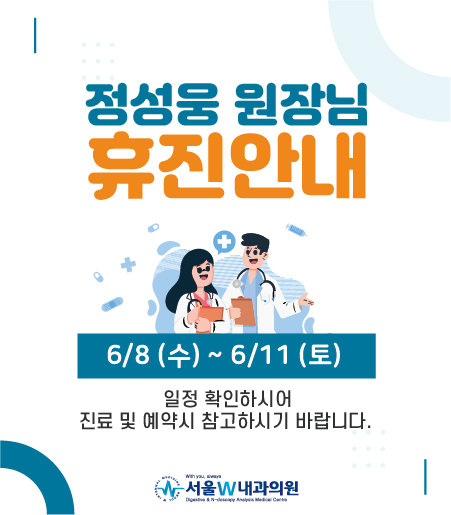 정성웅 원장님
휴진안내
6/8 (수) ~ 6/11 (토)
일정 확인하시어
진료 및 예약시 참고하시기 바랍니다.
With you, always
서울W내과의원
Digestive & N-doscopy Analysis Medical Centre